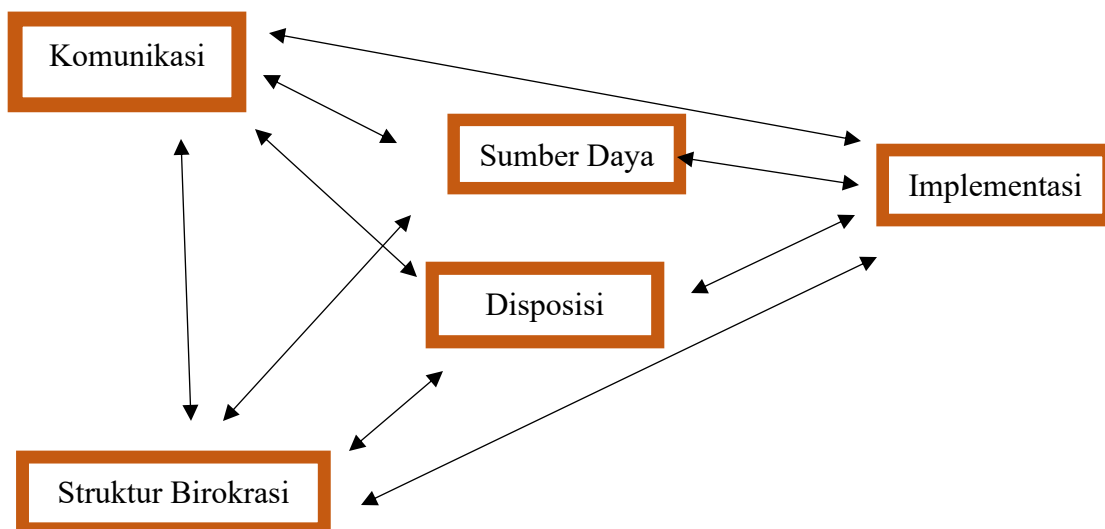 Komunikasi
Sumber Daya
Implementasi
Disposisi
Struktur Birokrasi